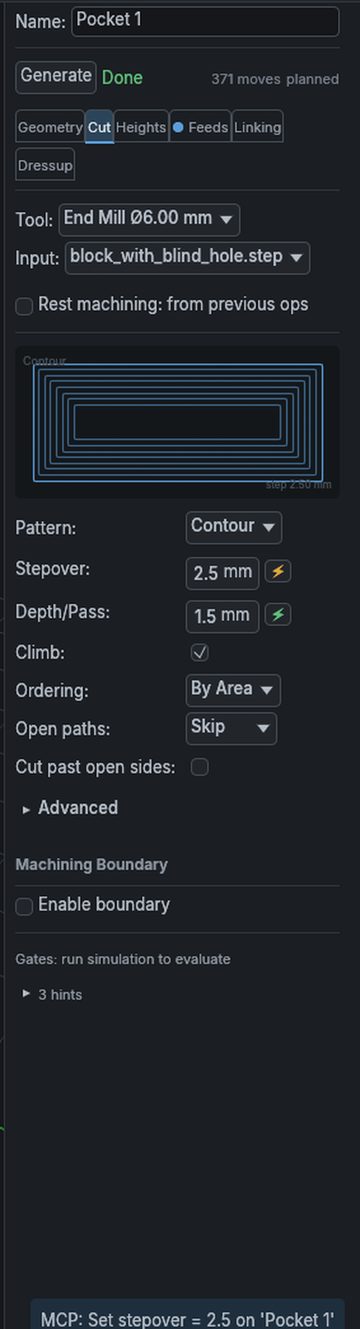 Name: Pocket 1
Generate Done 371 moves planned
Geometry Cut Heights Feeds Linking
Dressup
Tool: End Mill Ø6.00 mm
Input: block_with_blind_hole.step
Rest machining: from previous ops
Contour
step 2.50 mm
Pattern: Contour
Stepover: 2.5 mm
Depth/Pass: 1.5 mm
Climb:
Ordering: By Area
Open paths: Skip
Cut past open sides:
Advanced
Machining Boundary
Enable boundary
Gates: run simulation to evaluate
3 hints
MCP: Set stepover = 2.5 on 'Pocket 1'